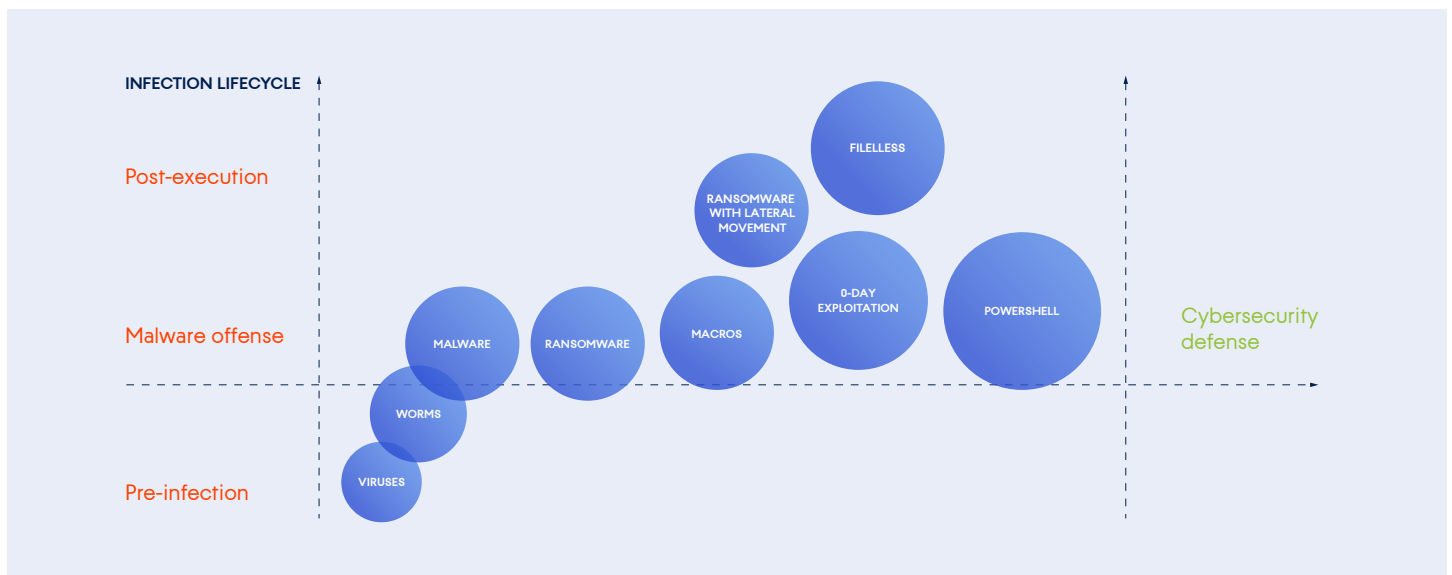 INFECTION LIFECYCLE
Post-execution
Malware offense
Pre-infection
FILELLESS
RANSOMWARE
WITH LATERAL
MOVEMENT
0-DAY
EXPLOITATION
POWERSHELL
MACROS
MALWARE
RANSOMWARE
WORMS
VIRUSES
Cybersecurity
defense